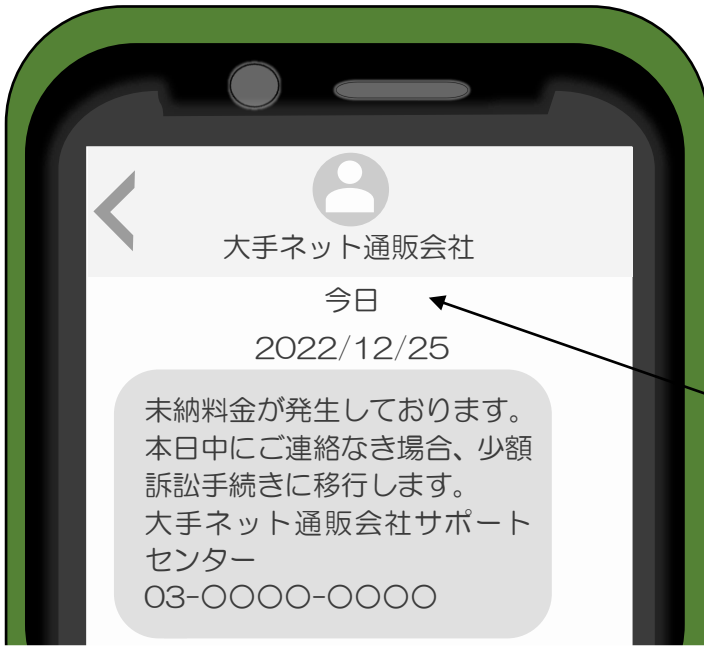 大手ネット通販会社
今日
2022/12/25
未納料金が発生しております。
本日中にご連絡なき場合、少額
訴訟手続きに移行します。
大手ネット通販会社サポート
センター
03-〇〇〇〇-〇〇〇〇